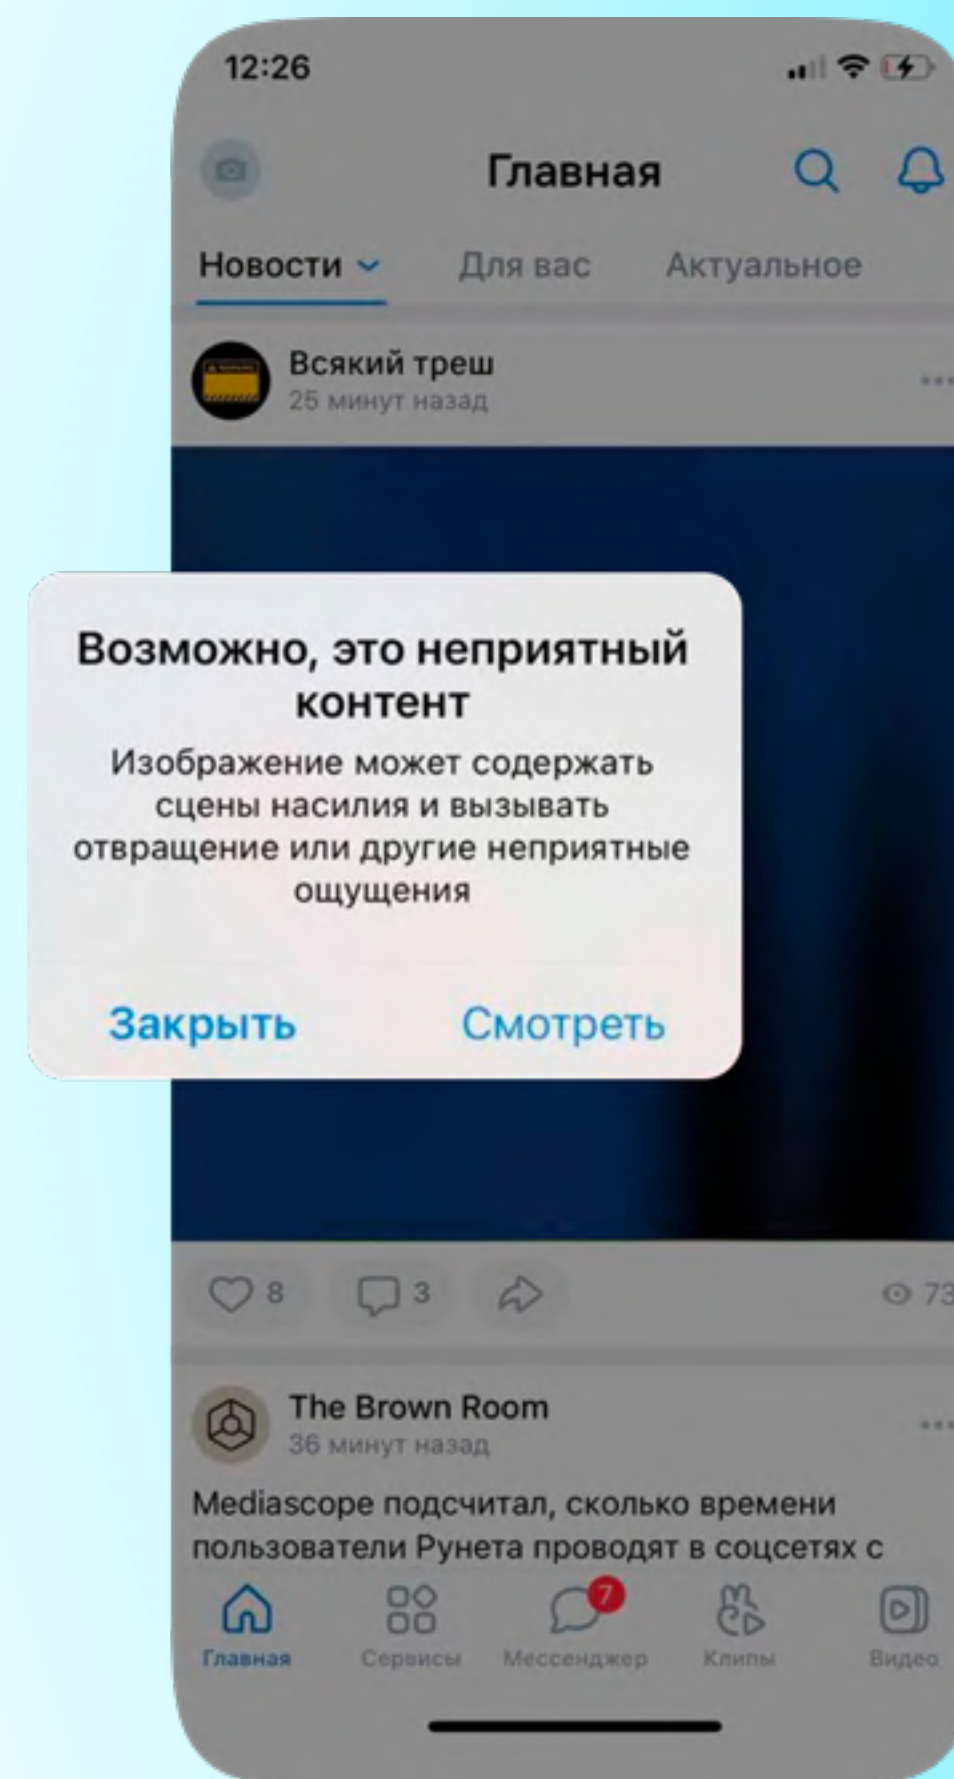 12:26
Главная
Новости Для вас Актуальное
Всякий треш
25 минут назад
Возможно, это неприятный
контент
Изображение может содержать
сцены насилия и вызывать
отвращение или другие неприятные
ощущения
Закрыть Смотреть
8 3 73
The Brown Room
36 минут назад
Mediascope подсчитал, сколько времени
пользователи Рунета проводят в соцсетях с
7
Главная Сервисы Мессенджер Клипы Видео